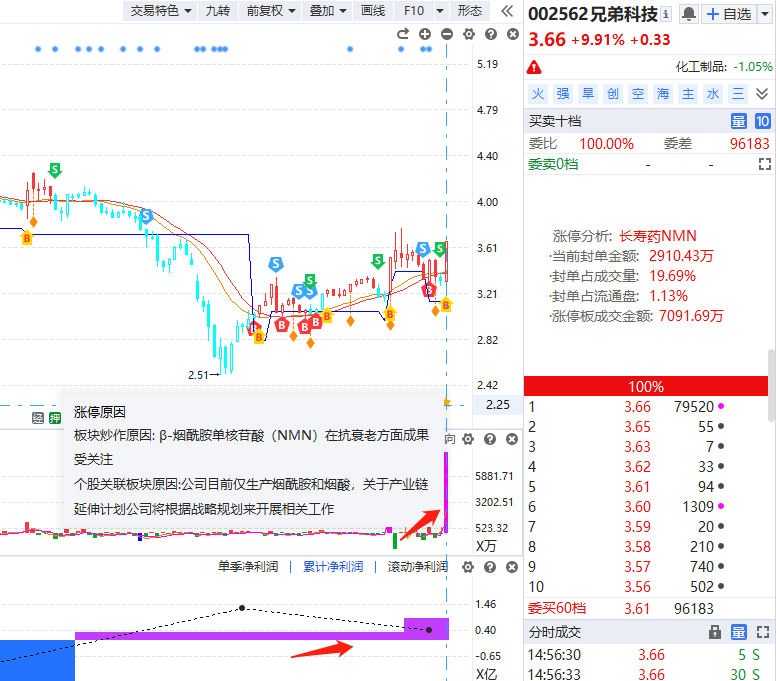 交易特色 九转 前复权 叠加 画线 F10 形态
5.19
4.79
4.40
4.00
3.61
3.21
2.82
2.42
2.25
2.51
S
S
B
S
S S
S
B
B
B
B
B
B
S
S
S
B
B
B
经 押
涨停原因
板块炒作原因: β-烟酰胺单核苷酸（NMN）在抗衰老方面成果
受关注
个股关联板块原因:公司目前仅生产烟酰胺和烟酸，关于产业链
延伸计划公司将根据战略规划来开展相关工作
向
5881.71
3202.51
523.32
X万
单季净利润 | 累计净利润 | 滚动净利润
1.46
0.40
-0.65
X亿
002562兄弟科技 自选
3.66 +9.91% +0.33
化工制品: -1.05%
火 强 旱 创 空 海 主 水 三
买卖十档 量 10
委比 100.00% 委差 96183
委卖0档 - -
涨停分析: 长寿药NMN
·当前封单金额: 2910.43万
·封单占成交量: 19.69%
·封单占流通盘: 1.13%
·涨停板成交金额: 7091.69万
100%
1 3.66 79520
2 3.65 55
3 3.63 7
4 3.62 33
5 3.61 94
6 3.60 1309
7 3.59 20
8 3.58 210
9 3.57 740
10 3.56 502
委买60档 3.61 96183
分时成交 量
14:56:30 3.66 5 S
14:56:33 3.66 30 S